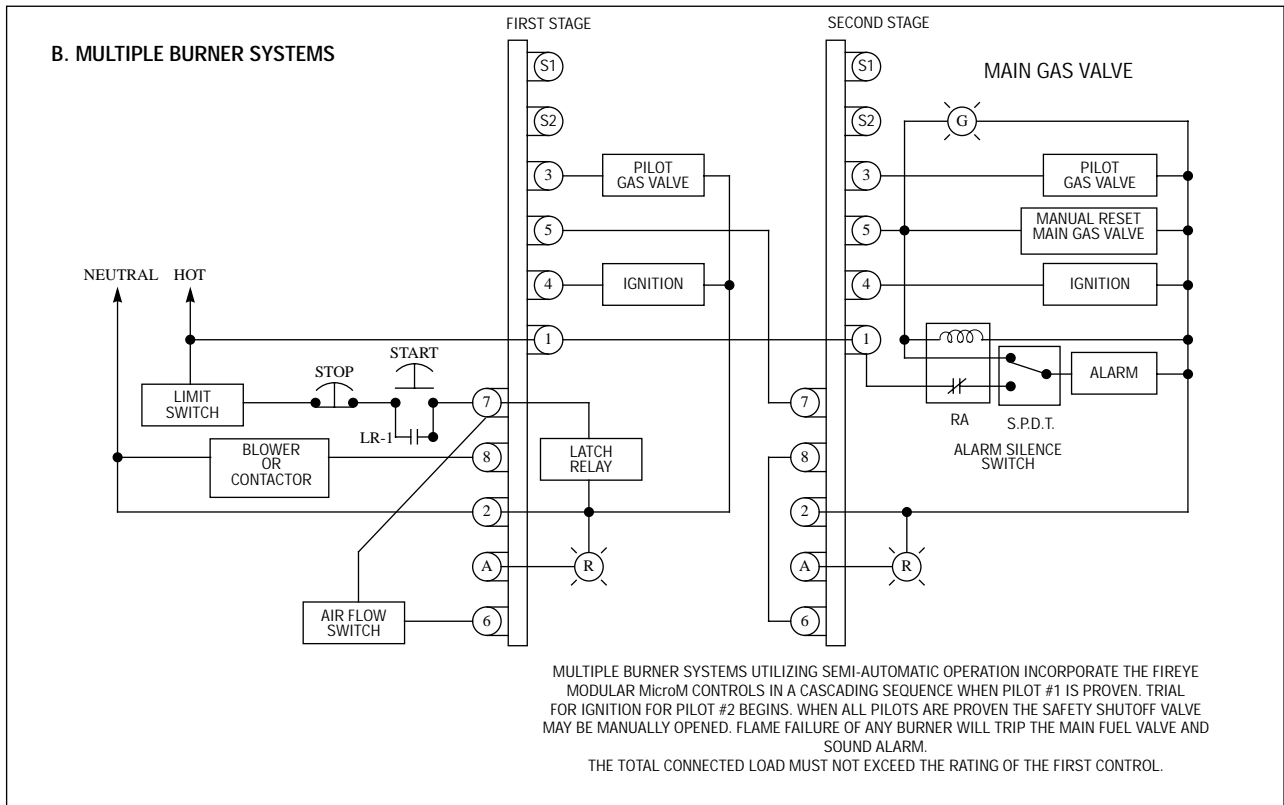 B. MULTIPLE BURNER SYSTEMS
FIRST STAGE
SECOND STAGE
MAIN GAS VALVE
S1
S2
3
PILOT
GAS VALVE
5
4
IGNITION
1
7
8
2
A
6
NEUTRAL
HOT
LIMIT
SWITCH
STOP
START
LR-1
BLOWER
OR
CONTACTOR
LATCH
RELAY
R
AIR FLOW
SWITCH
S1
S2
G
3
PILOT
GAS VALVE
5
MANUAL RESET
MAIN GAS VALVE
4
IGNITION
1
ALARM
RA
S.P.D.T.
ALARM SILENCE
SWITCH
7
8
2
A
R
6
MULTIPLE BURNER SYSTEMS UTILIZING SEMI-AUTOMATIC OPERATION INCORPORATE THE FIREYE
MODULAR MicroM CONTROLS IN A CASCADING SEQUENCE WHEN PILOT #1 IS PROVEN. TRIAL
FOR IGNITION FOR PILOT #2 BEGINS. WHEN ALL PILOTS ARE PROVEN THE SAFETY SHUTOFF VALVE
MAY BE MANUALLY OPENED. FLAME FAILURE OF ANY BURNER WILL TRIP THE MAIN FUEL VALVE AND
SOUND ALARM.
THE TOTAL CONNECTED LOAD MUST NOT EXCEED THE RATING OF THE FIRST CONTROL.